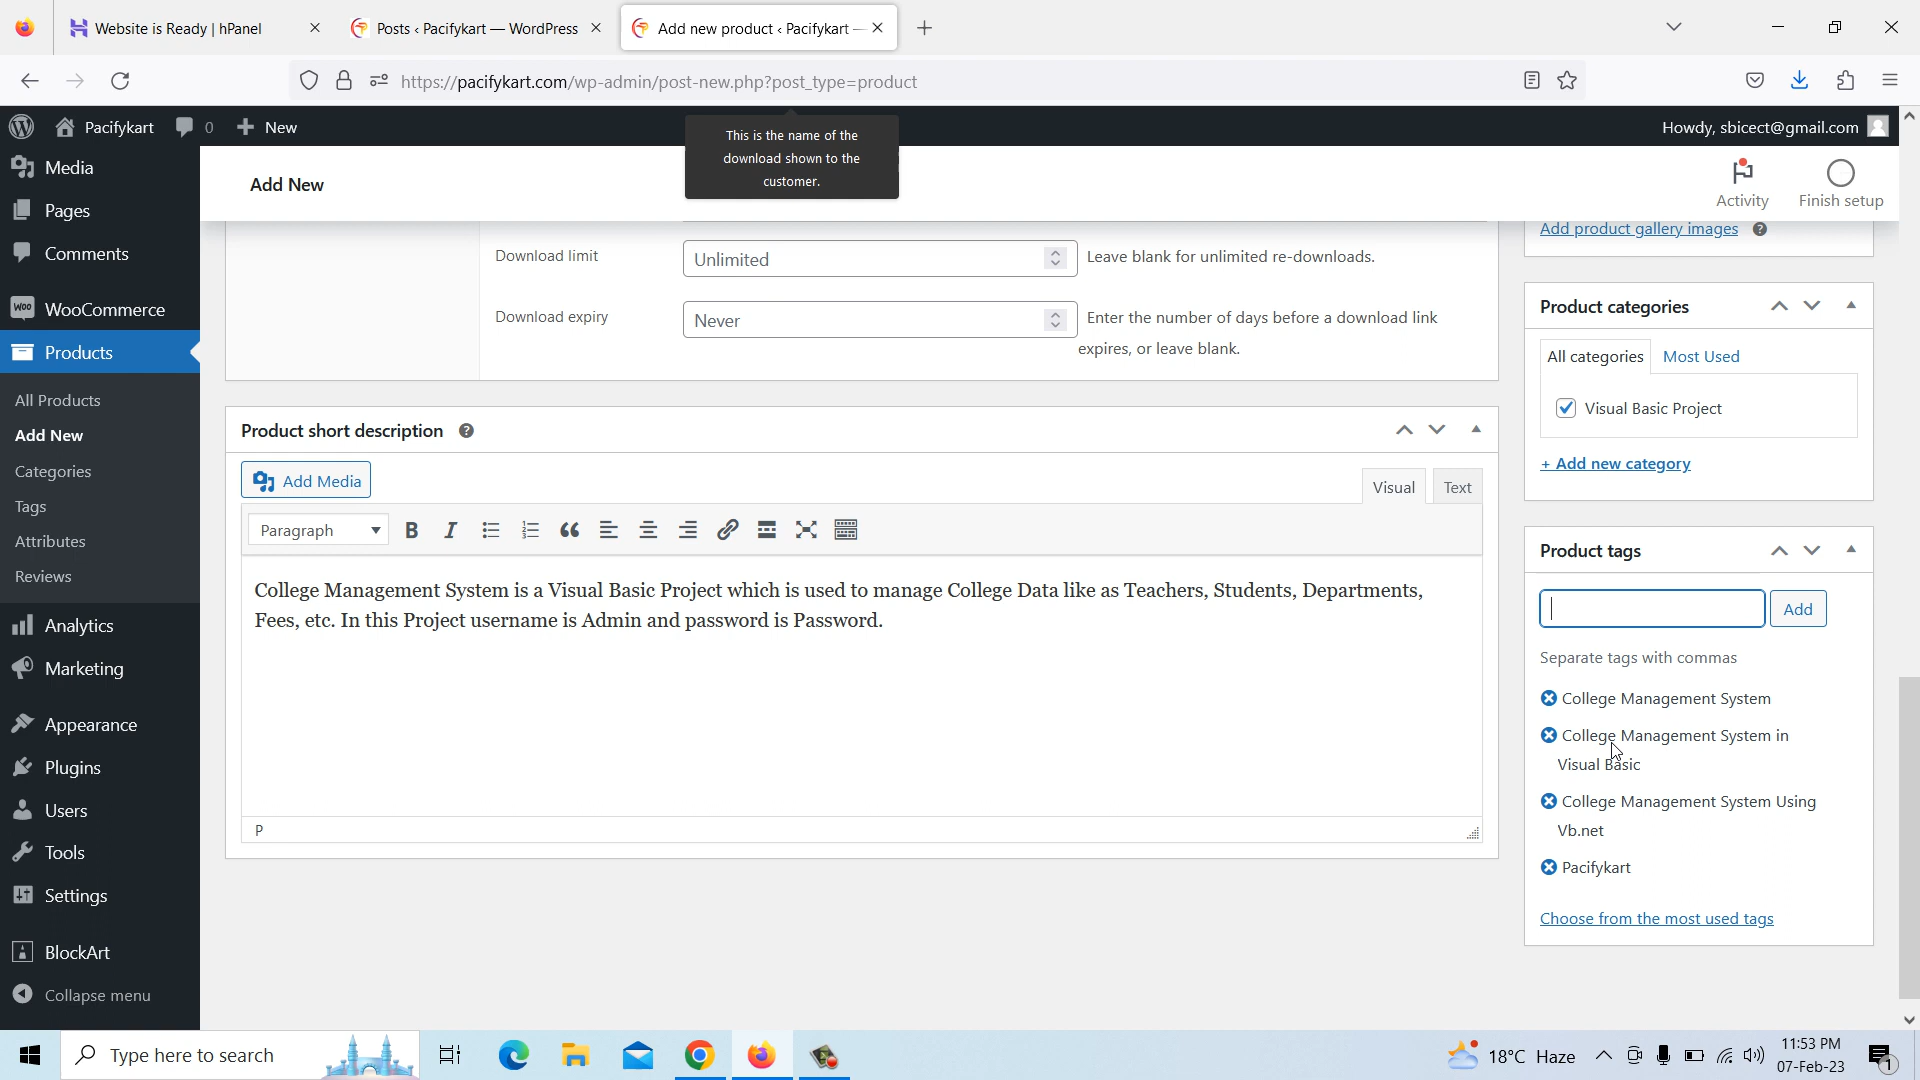 Website is Ready | hPanel
Posts ‹ Pacifykart — WordPress
Add new product ‹ Pacifykart —
https://pacifykart.com/wp-admin/post-new.php?post_type=product
Pacifykart
0
New
Howdy, sbicect@gmail.com
This is the name of the
download shown to the
customer.
Add New
Activity
Finish setup
Media
Pages
Comments
WooCommerce
Products
All Products
Add New
Categories
Tags
Attributes
Reviews
Analytics
Marketing
Appearance
Plugins
Users
Tools
Settings
BlockArt
Collapse menu
Download limit
Unlimited
Leave blank for unlimited re-downloads.
Download expiry
Never
Enter the number of days before a download link
expires, or leave blank.
Product short description
Add Media
Visual
Text
Paragraph
College Management System is a Visual Basic Project which is used to manage College Data like as Teachers, Students, Departments,
Fees, etc. In this Project username is Admin and password is Password.
P
Add product gallery images
Product categories
All categories
Most Used
Visual Basic Project
+ Add new category
Product tags
Add
Separate tags with commas
College Management System
College Management System in
Visual Basic
College Management System Using
Vb.net
Pacifykart
Choose from the most used tags
Type here to search
18°C Haze
11:53 PM
07-Feb-23
1